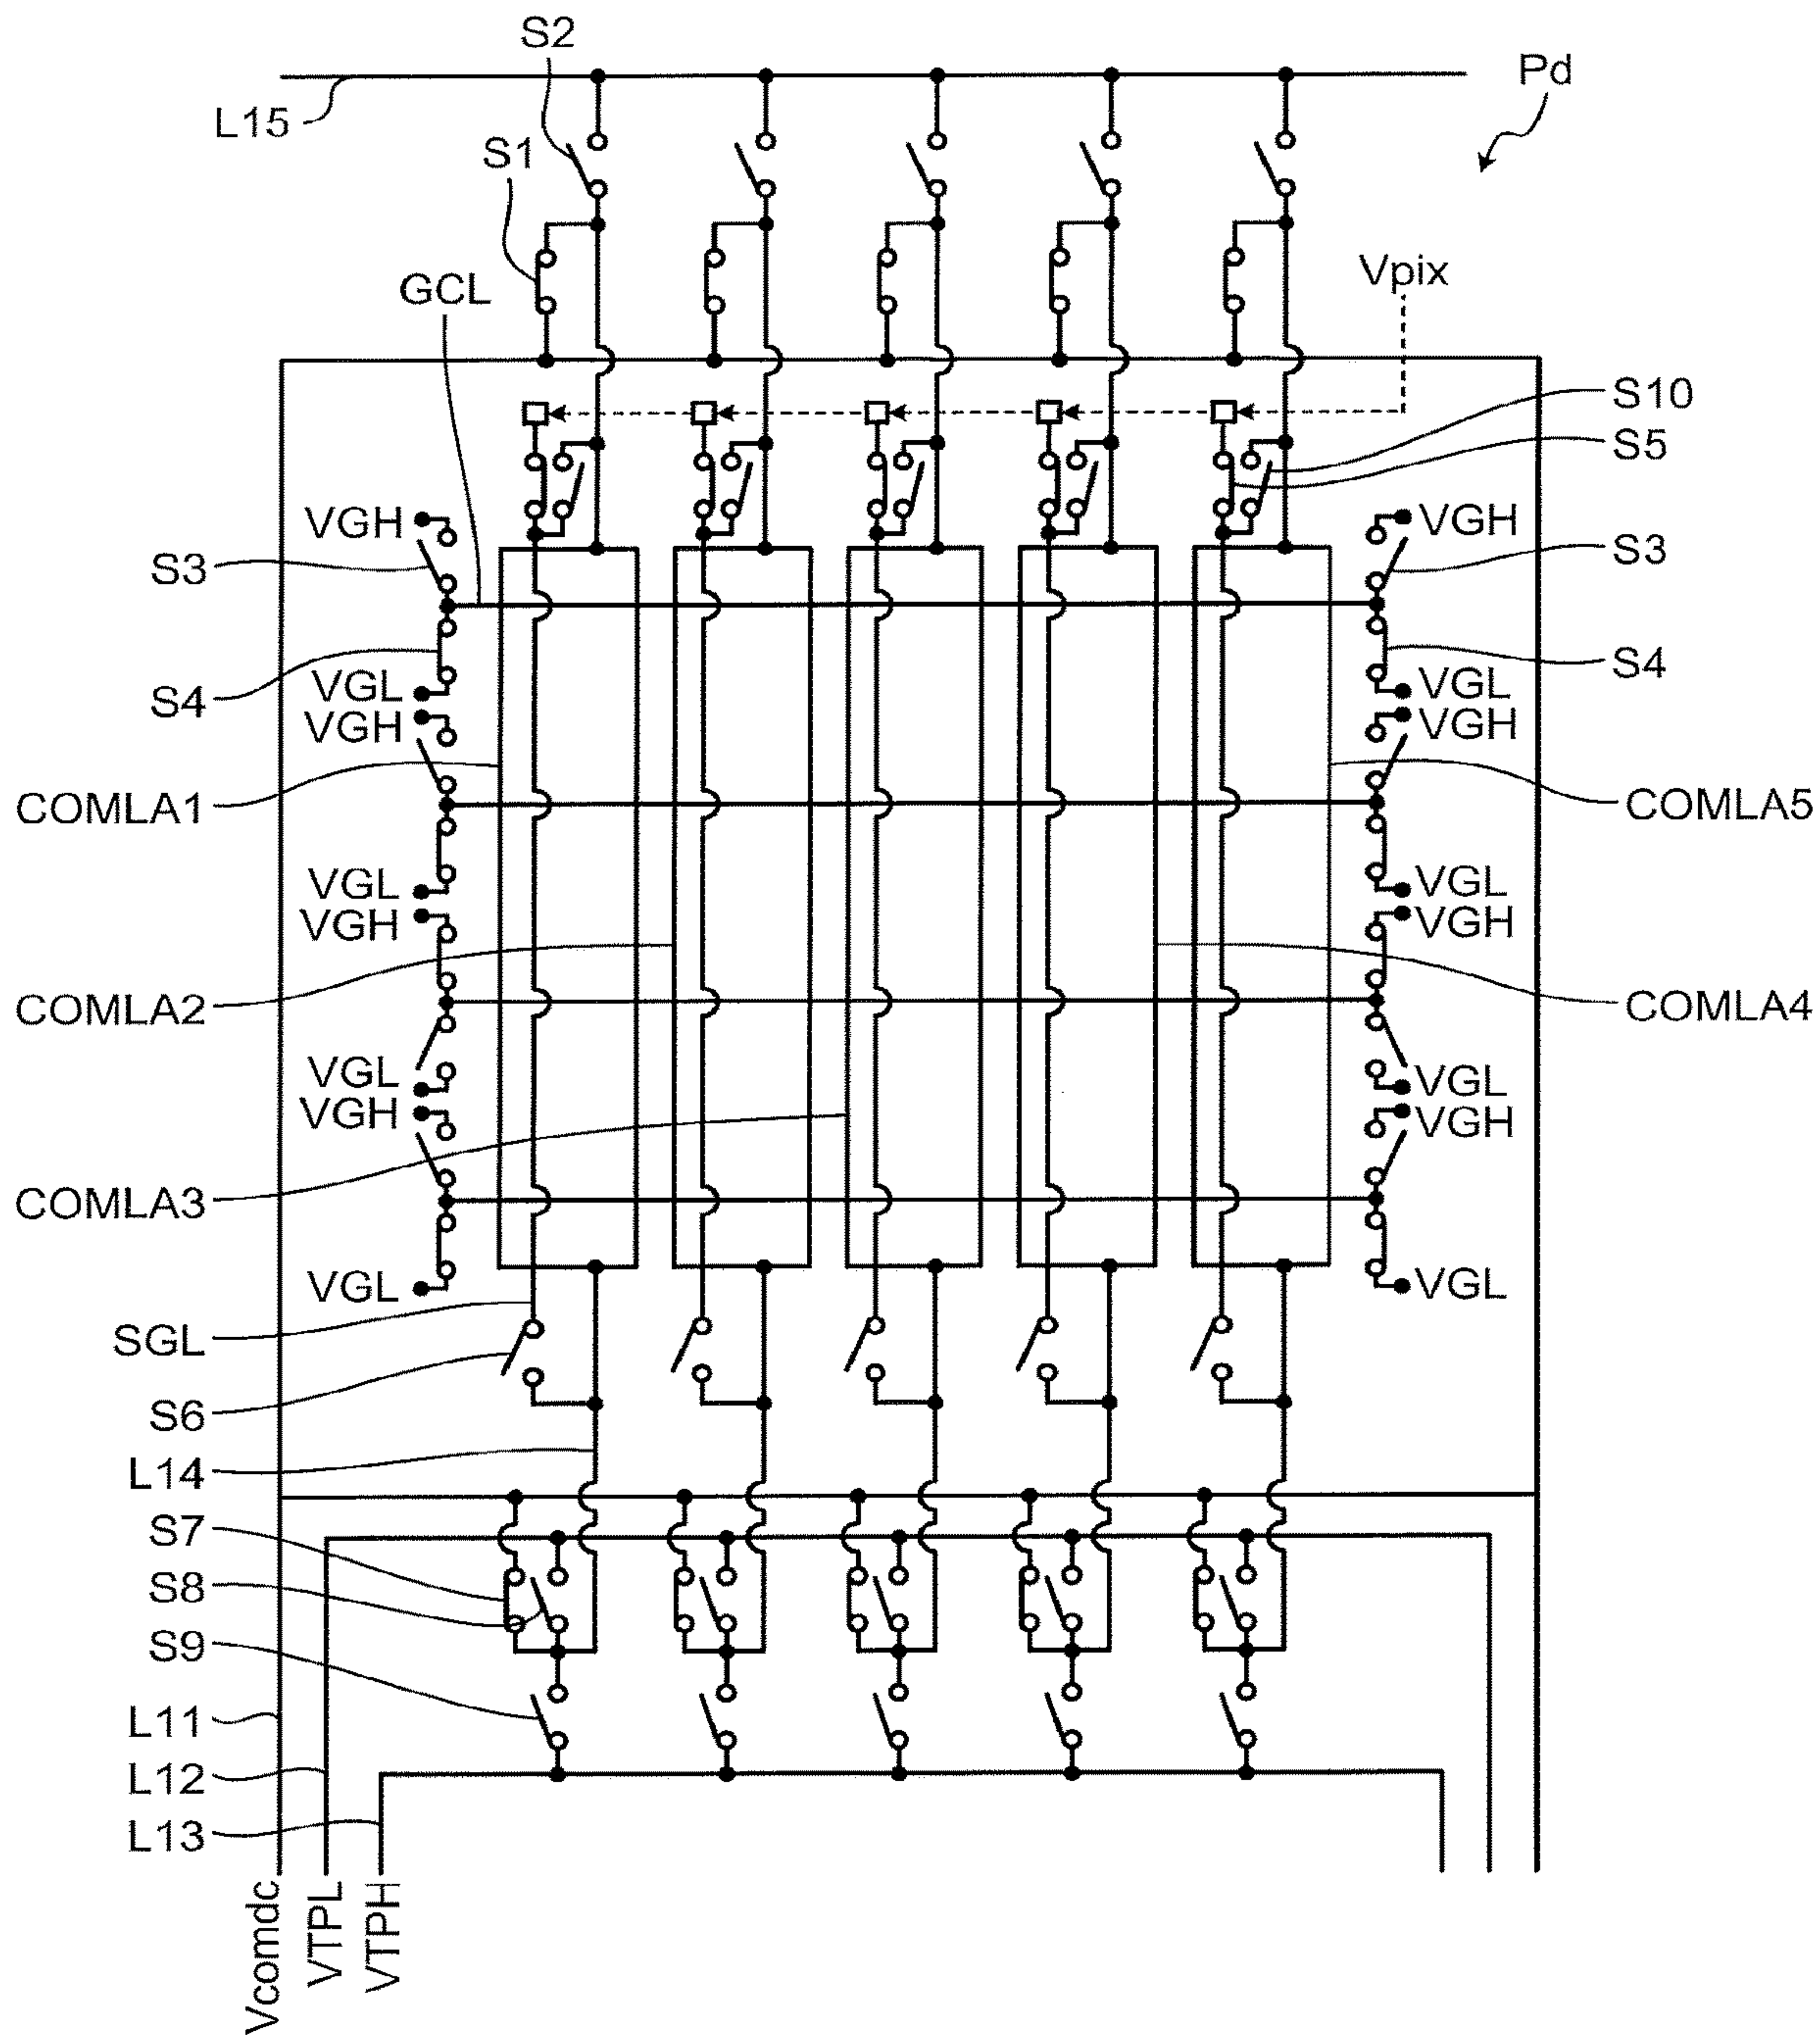 S2
Pd
L15
S1
Vpix
GCL
S10
S5
VGH
VGH
S3
S3
S4
S4
VGL
VGL
VGH
VGH
COMLA1
COMLA5
VGL
VGL
VGH
VGH
COMLA2
COMLA4
VGL
VGL
VGH
VGH
COMLA3
VGL
VGL
SGL
S6
L14
S7
S8
S9
L11
L12
L13
Vcomdc
VTPL
VTPH